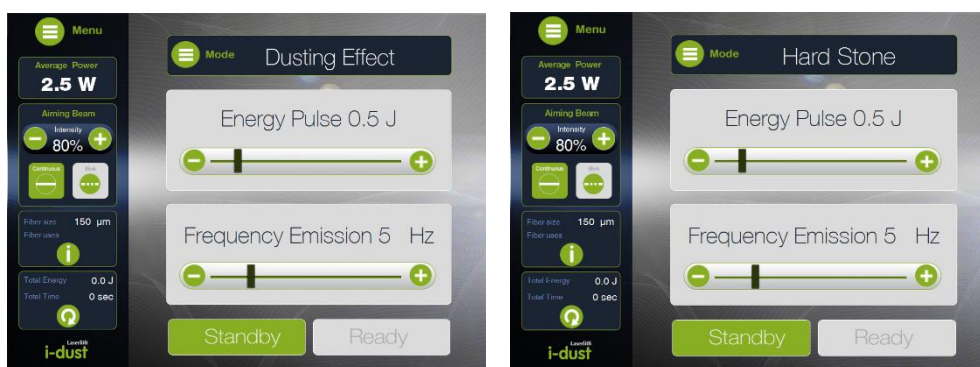 Menu
Average Power
2.5 W
Aiming Beam
Intensity
80%
Continuous
Fiber size 150 µm
Fiber uses
i
Total Energy 0.0 J
Total Time 0 sec
Laserlith
i-dust
Mode Dusting Effect
Energy Pulse 0.5 J
Frequency Emission 5 Hz
Standby
Ready
Menu
Average Power
2.5 W
Aiming Beam
Intensity
80%
Continuous
Fiber size 150 µm
Fiber uses
i
Total Energy 0.0 J
Total Time 0 sec
i-dust
Mode Hard Stone
Energy Pulse 0.5 J
Frequency Emission 5 Hz
Standby
Ready